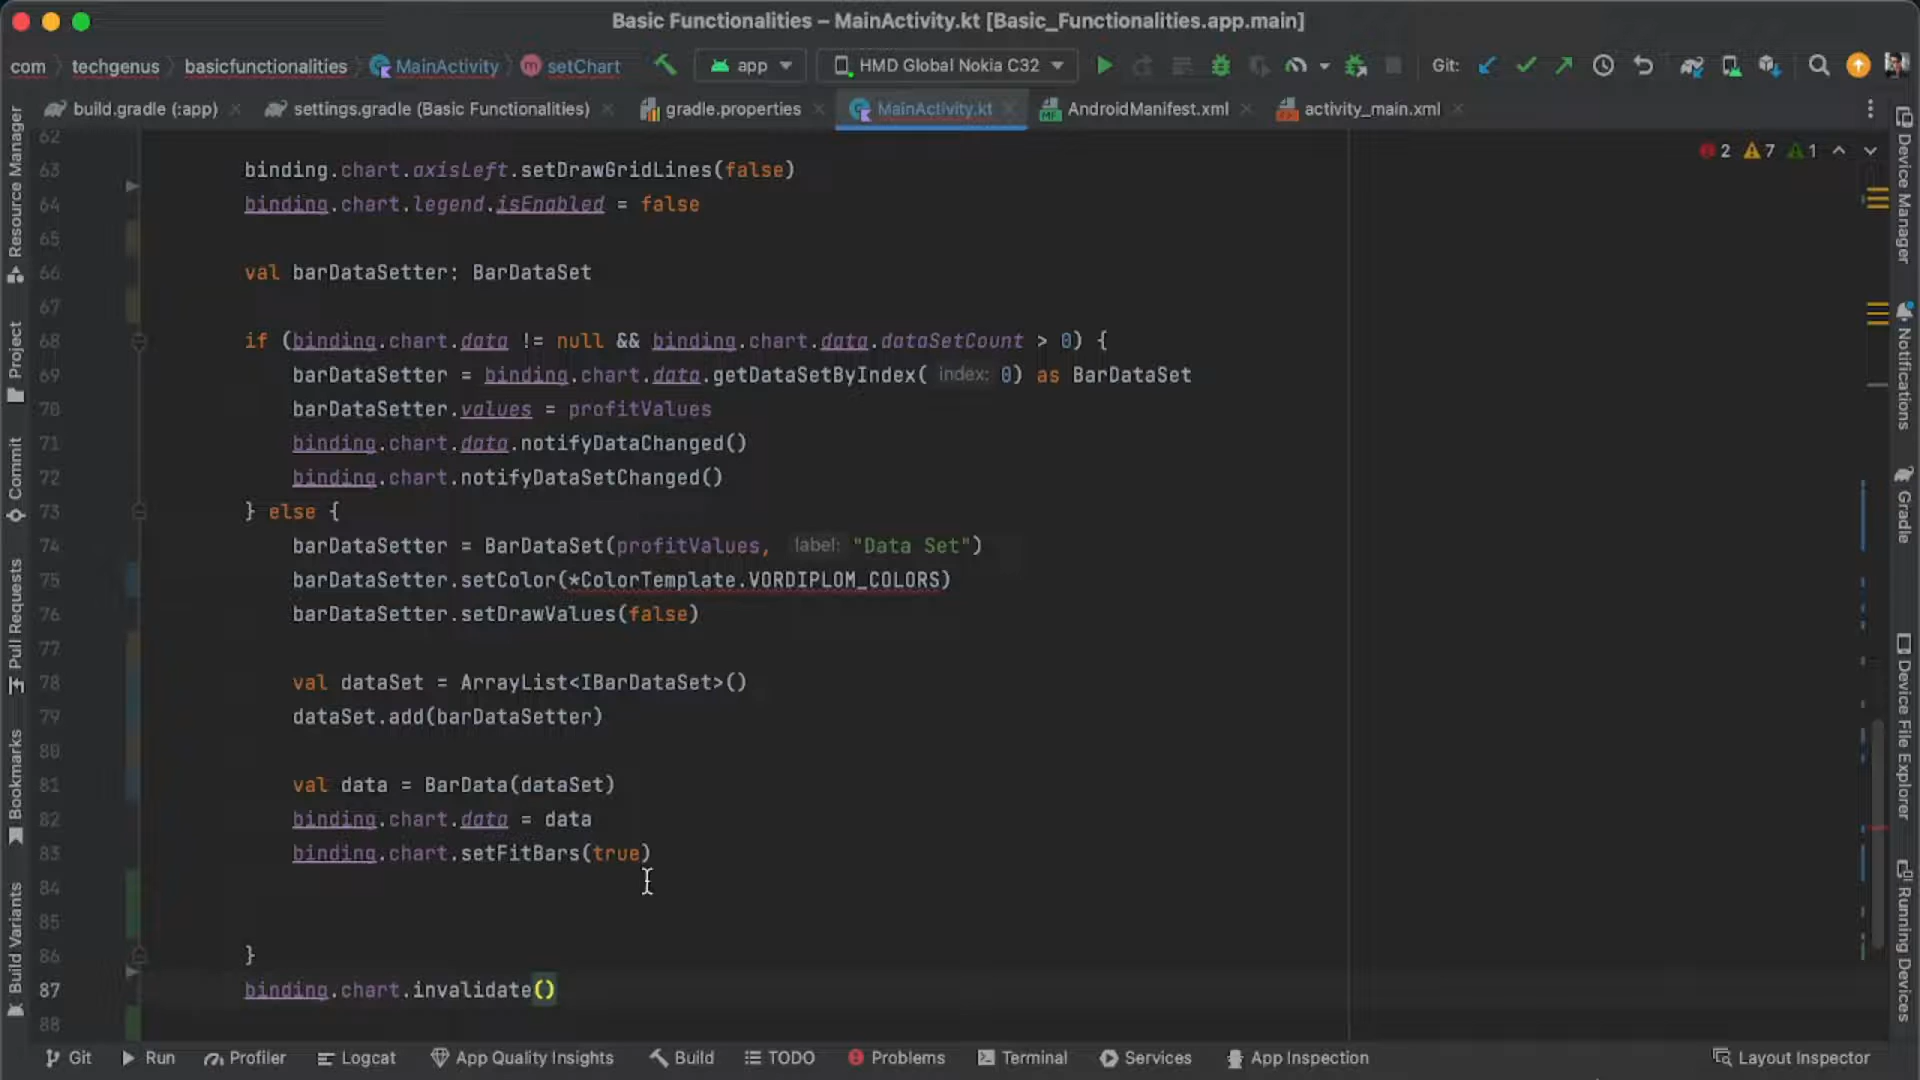 Basic Functionalities – MainActivity.kt [Basic_Functionalities.app.main]
com techgenus basicfunctionalities MainActivity m setChart app HMD Global Nokia C32 Git:
build.gradle (:app) settings.gradle (Basic Functionalities) gradle.properties MainActivity.kt AndroidManifest.xml activity_main.xml
2 7 1
62
63 binding.chart.axisLeft.setDrawGridLines(false)
64 binding.chart.legend.isEnabled = false
65
66 val barDataSetter: BarDataSet
67
68 if (binding.chart.data != null && binding.chart.data.dataSetCount > 0) {
69 barDataSetter = binding.chart.data.getDataSetByIndex( index: 0) as BarDataSet
70 barDataSetter.values = profitValues
71 binding.chart.data.notifyDataChanged()
72 binding.chart.notifyDataSetChanged()
73 } else {
74 barDataSetter = BarDataSet(profitValues, label: "Data Set")
75 barDataSetter.setColor(*ColorTemplate.VORDIPLOM_COLORS)
76 barDataSetter.setDrawValues(false)
77
78 val dataSet = ArrayList<IBarDataSet>()
79 dataSet.add(barDataSetter)
80
81 val data = BarData(dataSet)
82 binding.chart.data = data
83 binding.chart.setFitBars(true)
84
85
86 }
87 binding.chart.invalidate()
88
Resource Manager
Project
Commit
Pull Requests
Bookmarks
Build Variants
Device Manager
Notifications
Gradle
Device File Explorer
Running Devices
Git Run Profiler Logcat App Quality Insights Build TODO Problems Terminal Services App Inspection Layout Inspector